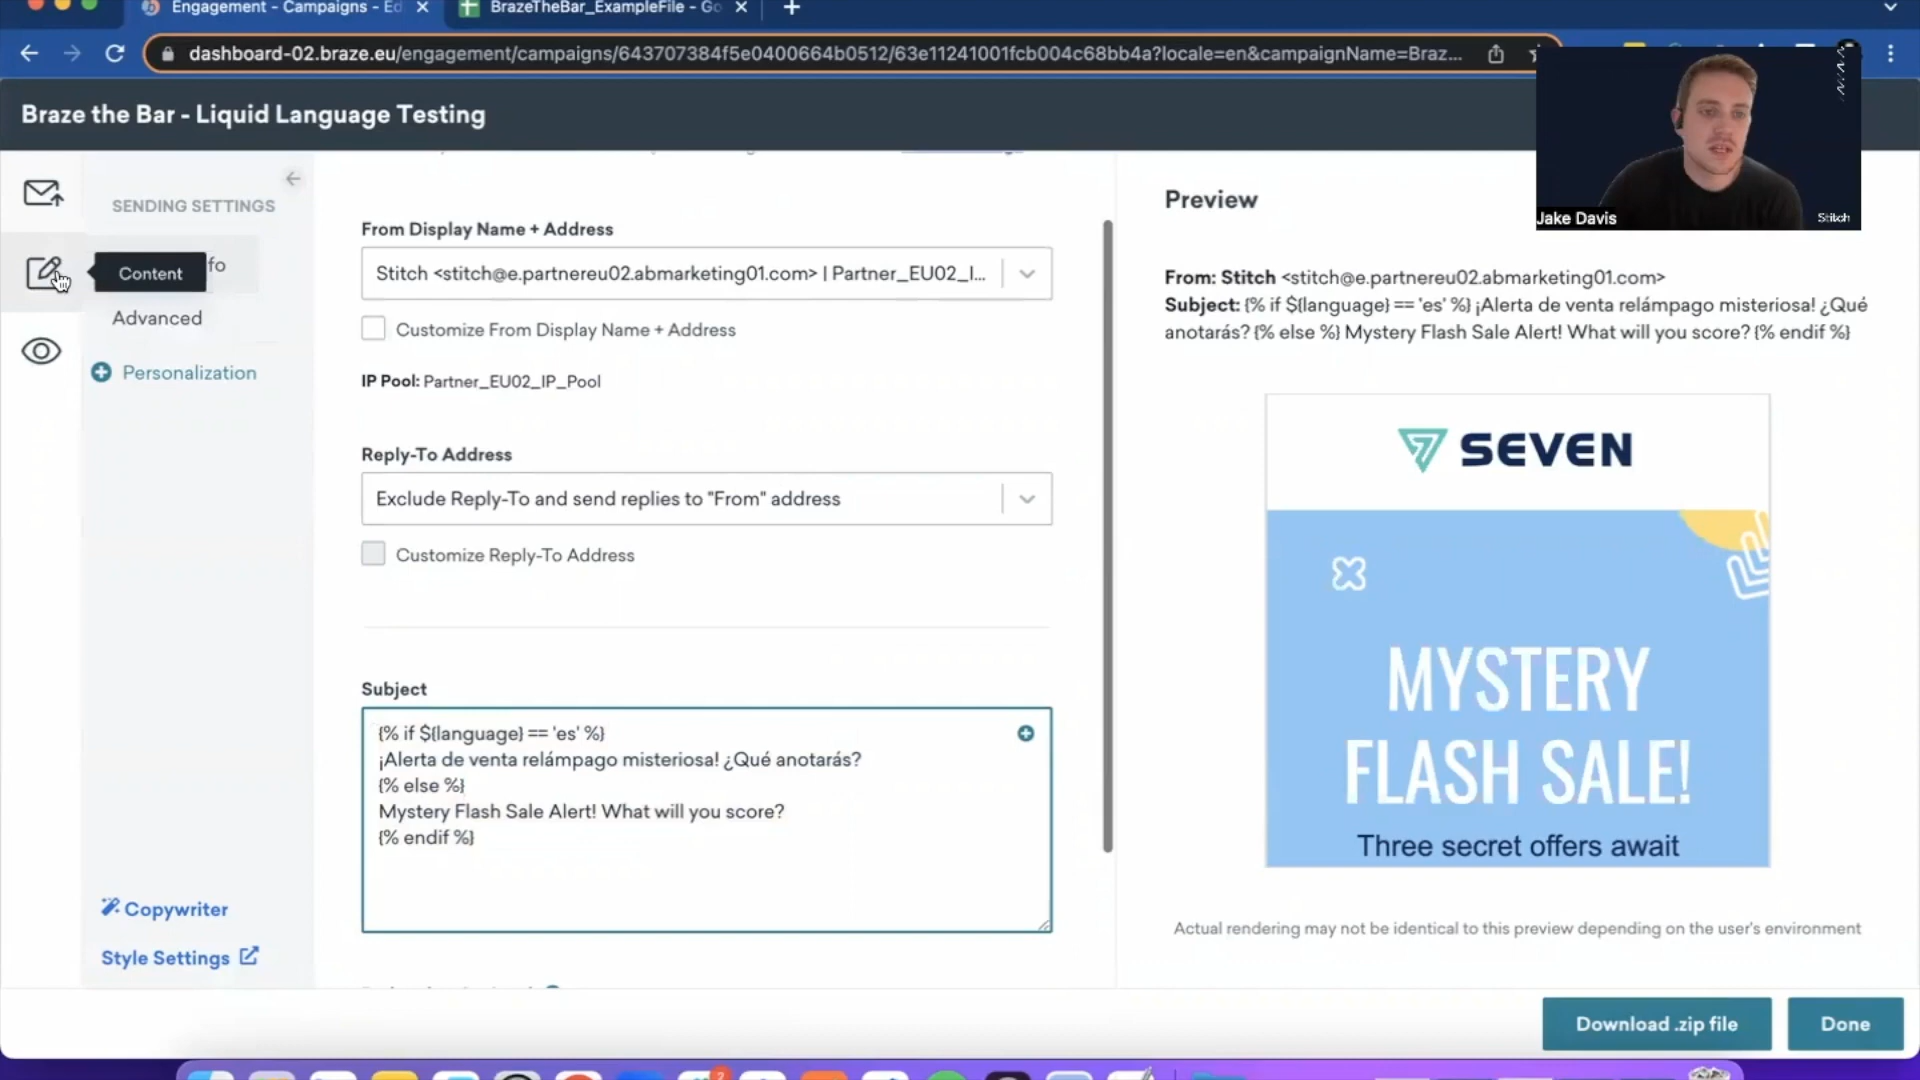 Engagement - Campaigns - Ed
BrazeTheBar_ExampleFile - Go
dashboard-02.braze.eu/engagement/campaigns/643707384f5e0400664b0512/63e11241001fcb004c68bb4a?locale=en&campaignName=Braz...
Braze the Bar - Liquid Language Testing
Jake Davis
Stitch
SENDING SETTINGS
Content
fo
Advanced
Personalization
Copywriter
Style Settings
From Display Name + Address
Stitch <stitch@e.partnereu02.abmarketing01.com> | Partner_EU02_I...
Customize From Display Name + Address
IP Pool: Partner_EU02_IP_Pool
Reply-To Address
Exclude Reply-To and send replies to "From" address
Customize Reply-To Address
Subject
{% if ${language} == 'es' %}
¡Alerta de venta relámpago misteriosa! ¿Qué anotarás?
{% else %}
Mystery Flash Sale Alert! What will you score?
{% endif %}
Preview
From: Stitch <stitch@e.partnereu02.abmarketing01.com>
Subject: {% if ${language} == 'es' %} ¡Alerta de venta relámpago misteriosa! ¿Qué
anotarás? {% else %} Mystery Flash Sale Alert! What will you score? {% endif %}
SEVEN
MYSTERY
FLASH SALE!
Three secret offers await
Actual rendering may not be identical to this preview depending on the user's environment
Download .zip file
Done
2